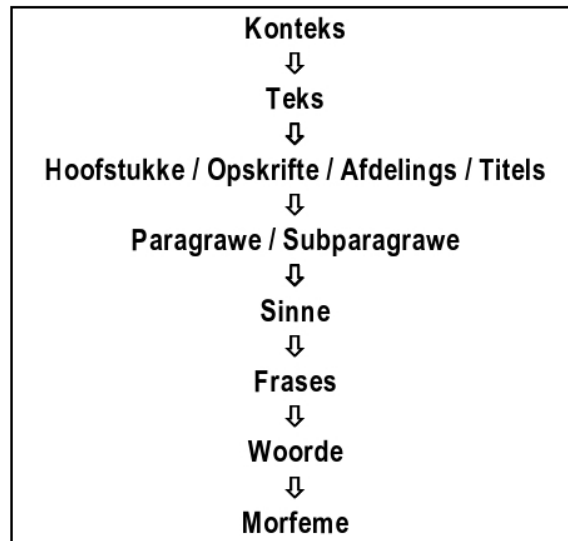 Konteks
⇩
Teks
⇩
Hoofstukke / Opskrifte / Afdelings / Titels
⇩
Paragrawe / Subparagrawe
⇩
Sinne
⇩
Frases
⇩
Woorde
⇩
Morfeme